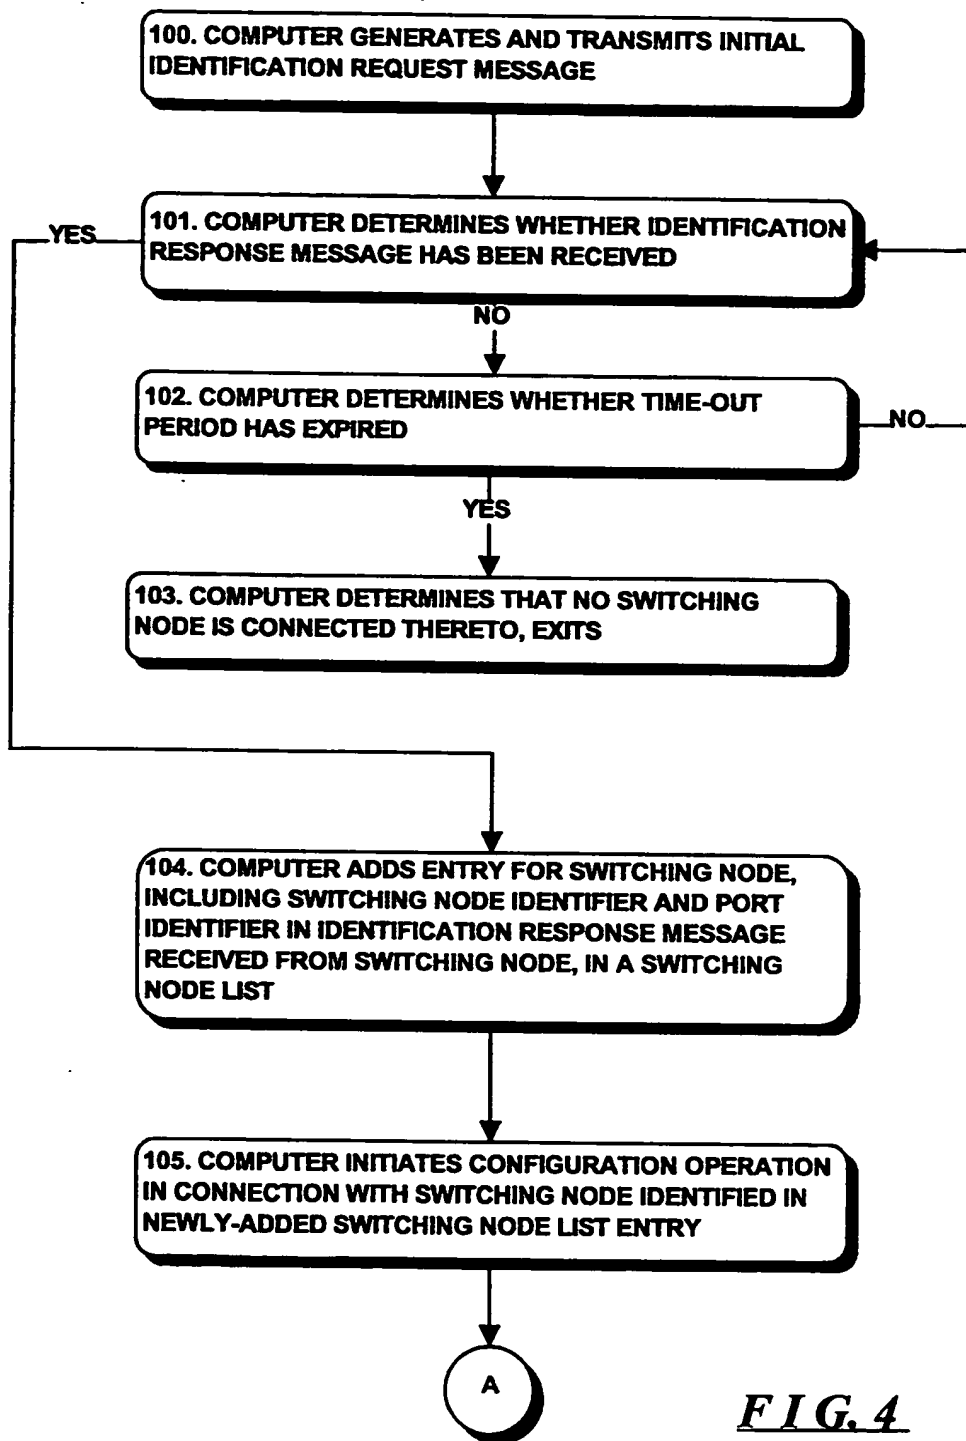 100. COMPUTER GENERATES AND TRANSMITS INITIAL
IDENTIFICATION REQUEST MESSAGE
101. COMPUTER DETERMINES WHETHER IDENTIFICATION
RESPONSE MESSAGE HAS BEEN RECEIVED
YES
NO
102. COMPUTER DETERMINES WHETHER TIME-OUT
PERIOD HAS EXPIRED
NO
YES
103. COMPUTER DETERMINES THAT NO SWITCHING
NODE IS CONNECTED THERETO, EXITS
104. COMPUTER ADDS ENTRY FOR SWITCHING NODE,
INCLUDING SWITCHING NODE IDENTIFIER AND PORT
IDENTIFIER IN IDENTIFICATION RESPONSE MESSAGE
RECEIVED FROM SWITCHING NODE, IN A SWITCHING
NODE LIST
105. COMPUTER INITIATES CONFIGURATION OPERATION
IN CONNECTION WITH SWITCHING NODE IDENTIFIED IN
NEWLY-ADDED SWITCHING NODE LIST ENTRY
A
FIG. 4